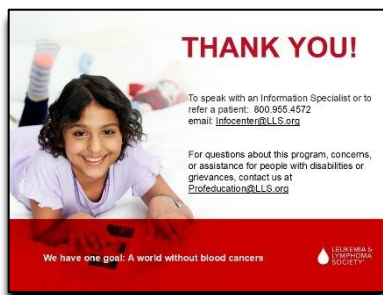 THANK YOU!
To speak with an Information Specialist or to
refer a patient: 800.955.4572
email: Infocenter@LLS.org
For questions about this program, concerns,
or assistance for people with disabilities or
grievances, contact us at
Profeducation@LLS.org
We have one goal: A world without blood cancers
LEUKEMIA &
LYMPHOMA
SOCIETY®